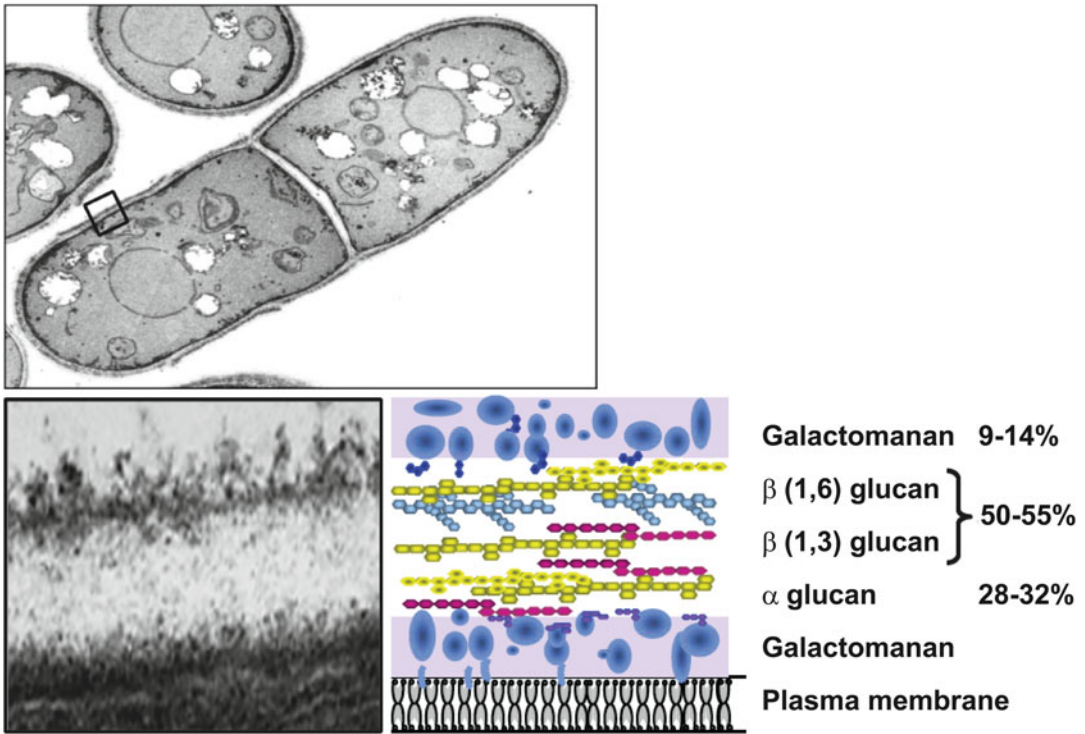 Galactomanan 9-14%
β (1,6) glucan
50-55%
β (1,3) glucan
α glucan 28-32%
Galactomanan
Plasma membrane